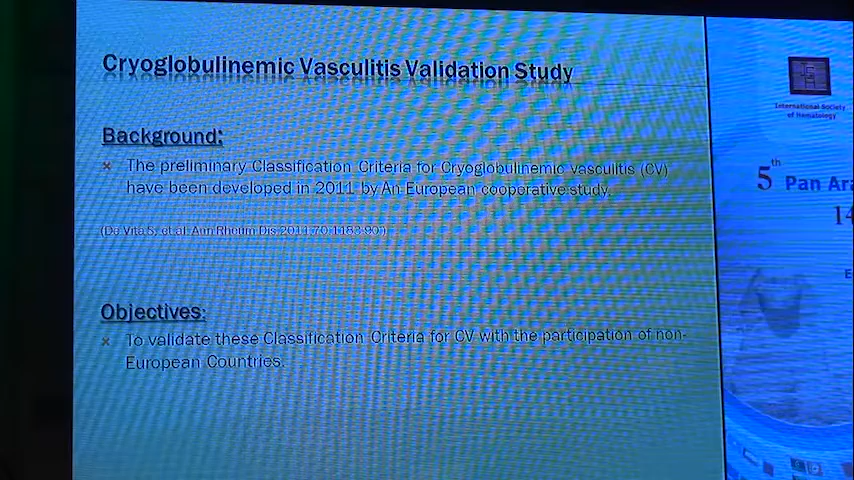 Cryoglobulinemic Vasculitis Validation Study
Background:
× The preliminary Classification Criteria for Cryoglobulinemic vasculitis (CV)
have been developed in 2011 by An European cooperative study.
(De Vita S, et al. Ann Rheum Dis 2011;70:1183-90)
Objectives:
× To validate these Classification Criteria for CV with the participation of non-
European Countries.
International Society
of Hematology
5th Pan Ara
14
E